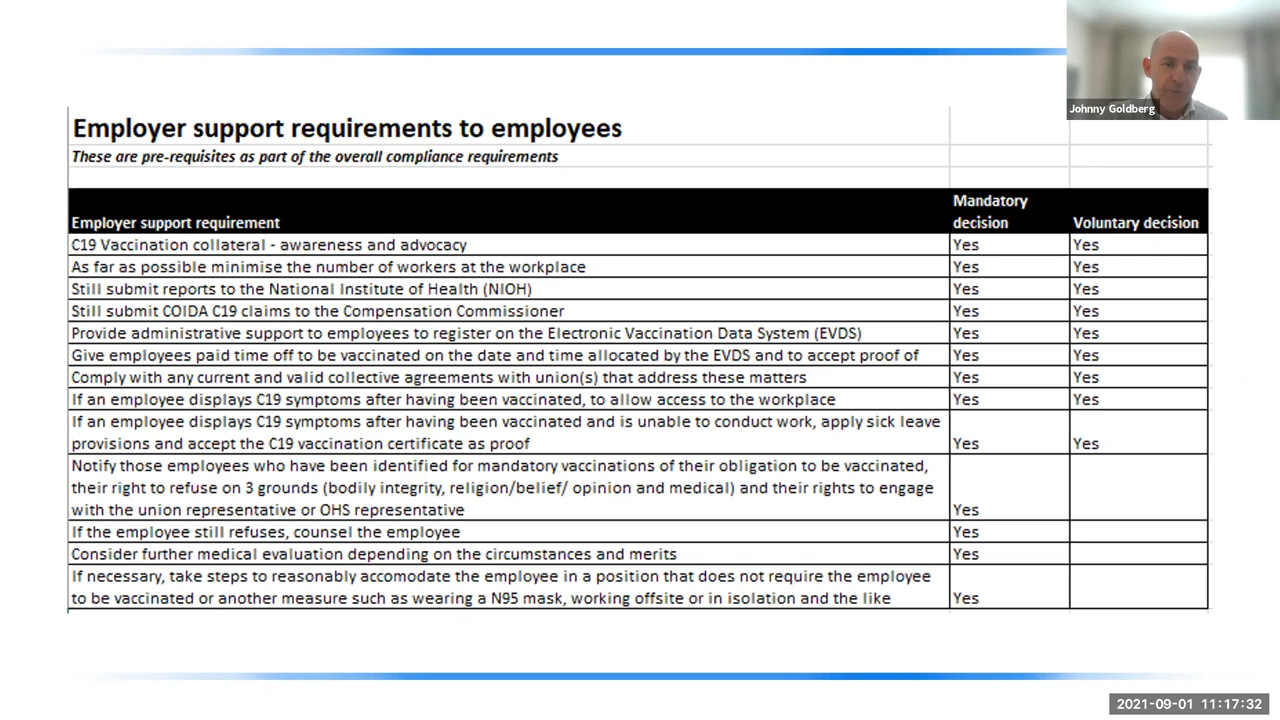 Johnny Goldberg
Employer support requirements to employees
These are pre-requisites as part of the overall compliance requirements
Employer support requirement
Mandatory
decision
Voluntary decision
C19 Vaccination collateral - awareness and advocacy Yes Yes
As far as possible minimise the number of workers at the workplace Yes Yes
Still submit reports to the National Institute of Health (NIOH) Yes Yes
Still submit COIDA C19 claims to the Compensation Commissioner Yes Yes
Provide administrative support to employees to register on the Electronic Vaccination Data System (EVDS) Yes Yes
Give employees paid time off to be vaccinated on the date and time allocated by the EVDS and to accept proof of Yes Yes
Comply with any current and valid collective agreements with union(s) that address these matters Yes Yes
If an employee displays C19 symptoms after having been vaccinated, to allow access to the workplace Yes Yes
If an employee displays C19 symptoms after having been vaccinated and is unable to conduct work, apply sick leave
provisions and accept the C19 vaccination certificate as proof Yes Yes
Notify those employees who have been identified for mandatory vaccinations of their obligation to be vaccinated,
their right to refuse on 3 grounds (bodily integrity, religion/belief/ opinion and medical) and their rights to engage
with the union representative or OHS representative Yes
If the employee still refuses, counsel the employee Yes
Consider further medical evaluation depending on the circumstances and merits Yes
If necessary, take steps to reasonably accomodate the employee in a position that does not require the employee
to be vaccinated or another measure such as wearing a N95 mask, working offsite or in isolation and the like Yes
2021-09-01 11:17:32